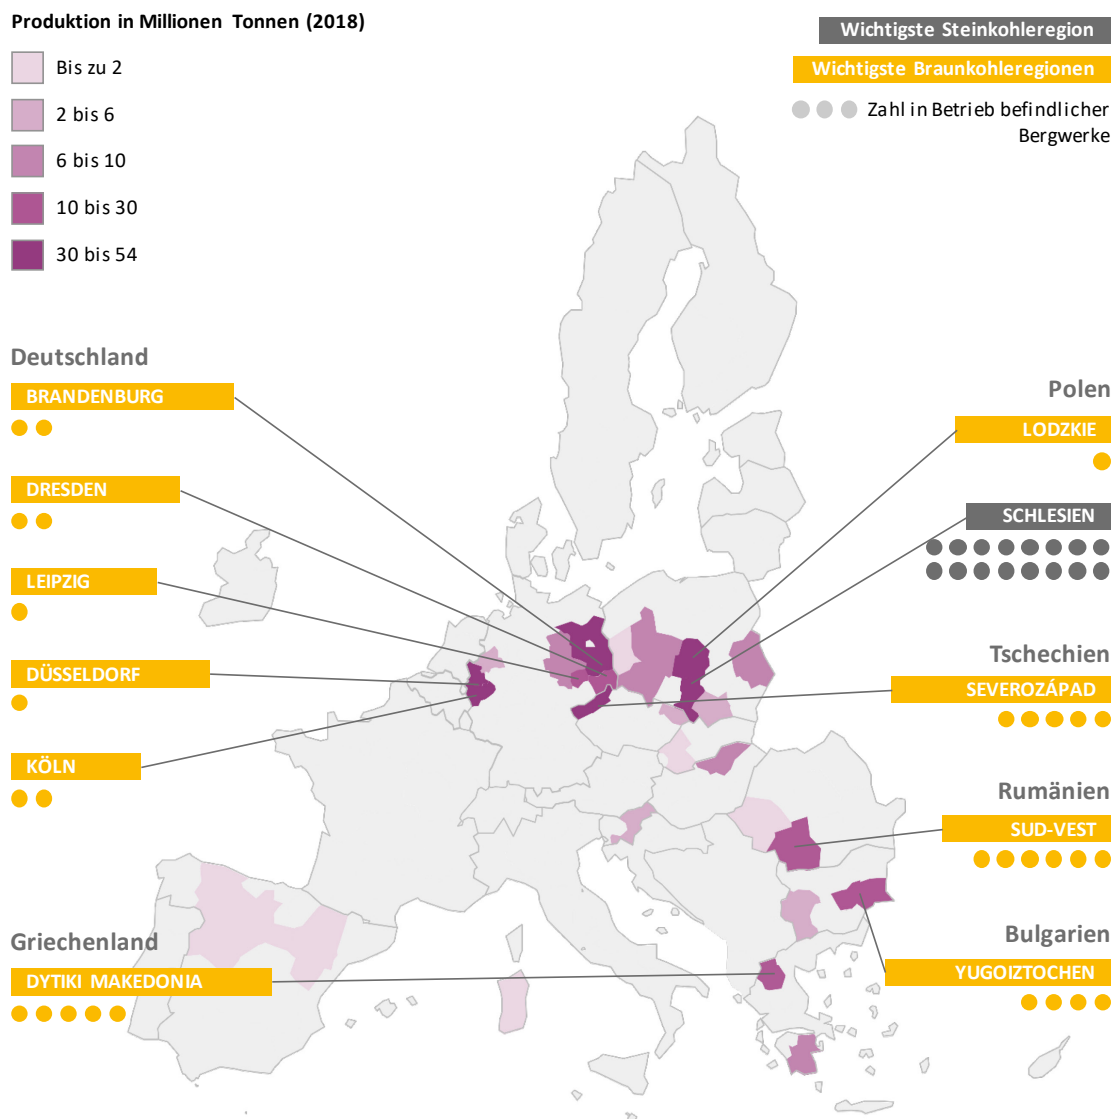 Produktion in Millionen Tonnen (2018)
Bis zu 2
2 bis 6
6 bis 10
10 bis 30
30 bis 54
Wichtigste Steinkohleregion
Wichtigste Braunkohleregionen
Zahl in Betrieb befindlicher
Bergwerke
Deutschland
BRANDENBURG
DRESDEN
LEIPZIG
DÜSSELDORF
KÖLN
Griechenland
DYTIKI MAKEDONIA
Polen
LODZKIE
SCHLESIEN
Tschechien
SEVEROZÁPAD
Rumänien
SUD-VEST
Bulgarien
YUGOIZTOCHEN